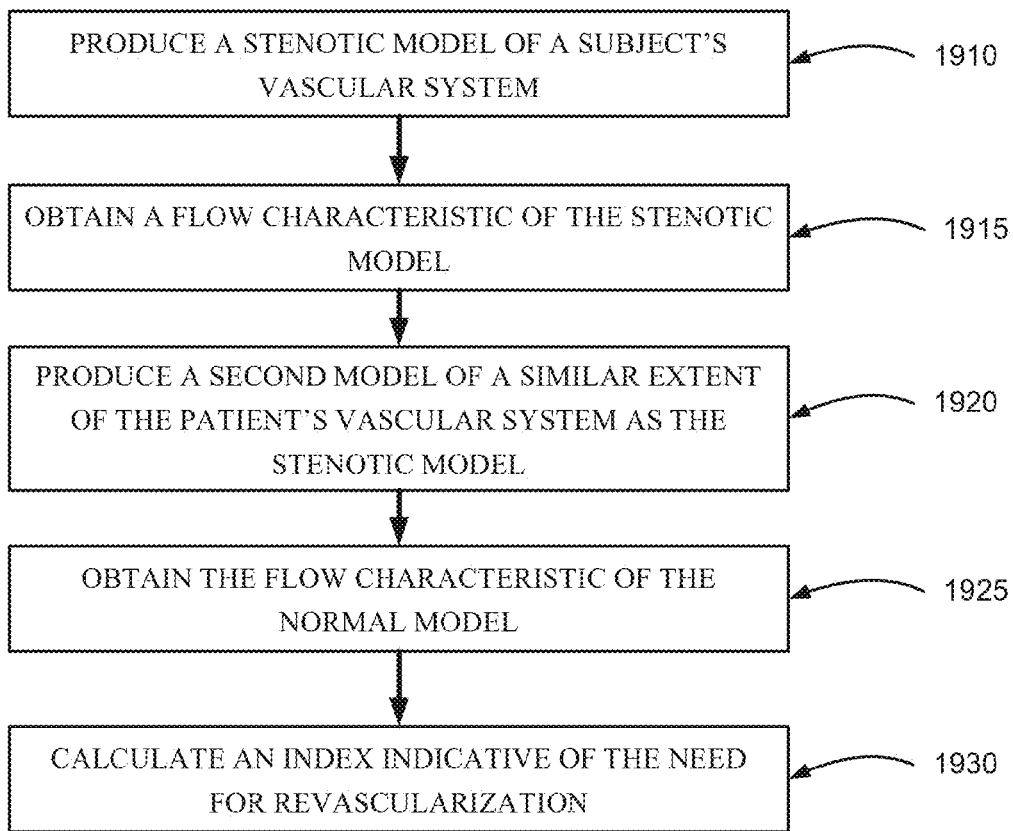 PRODUCE A STENOTIC MODEL OF A SUBJECT'S
VASCULAR SYSTEM
1910
OBTAIN A FLOW CHARACTERISTIC OF THE STENOTIC
MODEL
1915
PRODUCE A SECOND MODEL OF A SIMILAR EXTENT
OF THE PATIENT'S VASCULAR SYSTEM AS THE
STENOTIC MODEL
1920
OBTAIN THE FLOW CHARACTERISTIC OF THE
NORMAL MODEL
1925
CALCULATE AN INDEX INDICATIVE OF THE NEED
FOR REVASCULARIZATION
1930